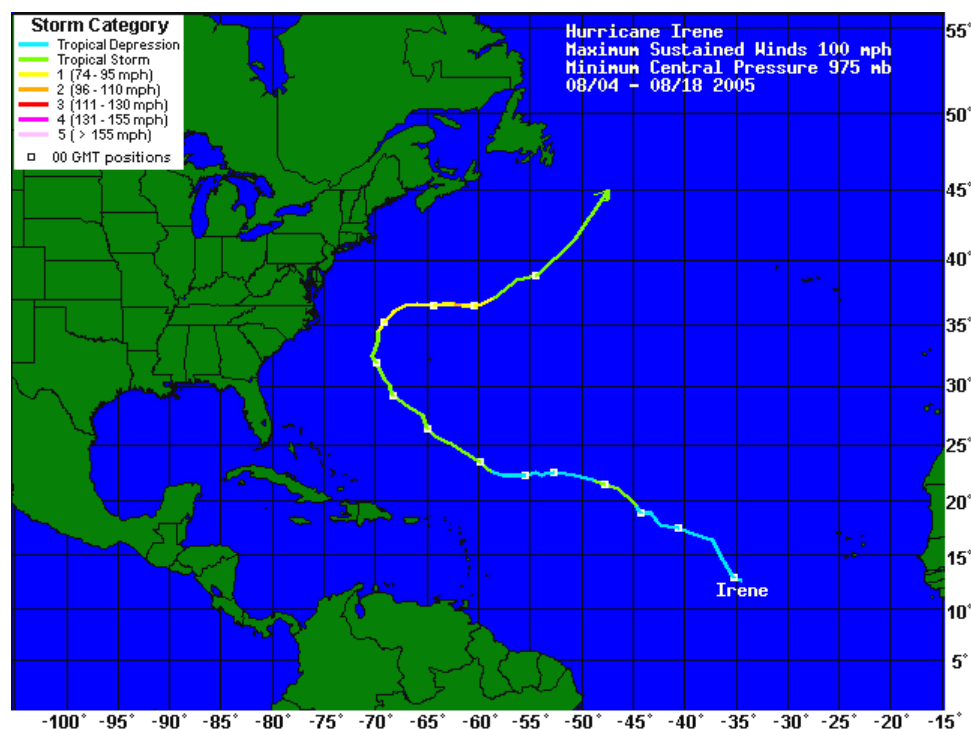 Storm Category
Tropical Depression
Tropical Storm
1 (74 - 95 mph)
2 (96 - 110 mph)
3 (111 - 130 mph)
4 (131 - 155 mph)
5 ( > 155 mph)
00 GMT positions
Hurricane Irene
Maximum Sustained Winds 100 mph
Minimum Central Pressure 975 mb
08/04 - 08/18 2005
55°
50°
45°
40°
35°
30°
25°
20°
15°
10°
5°
Irene
-100° -95° -90° -85° -80° -75° -70° -65° -60° -55° -50° -45° -40° -35° -30° -25° -20° -15°